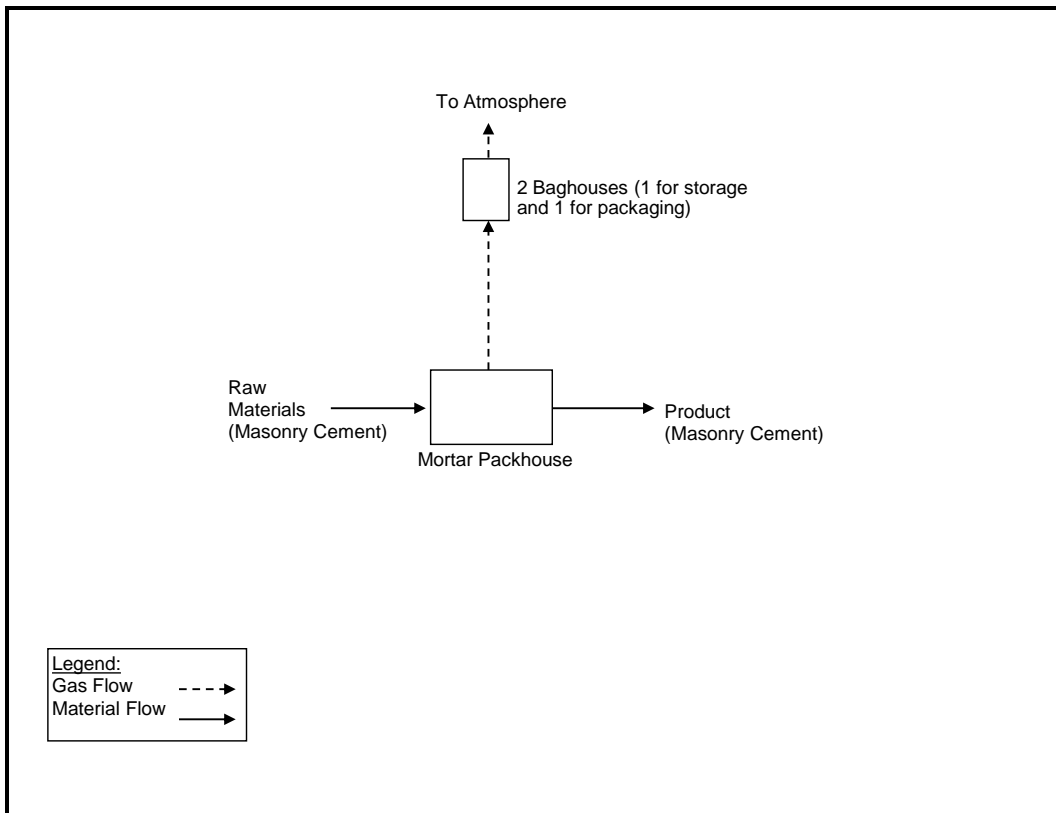 To Atmosphere
2 Baghouses (1 for storage
and 1 for packaging)
Raw
Materials
(Masonry Cement)
Product
(Masonry Cement)
Mortar Packhouse
Legend:
Gas Flow
Material Flow